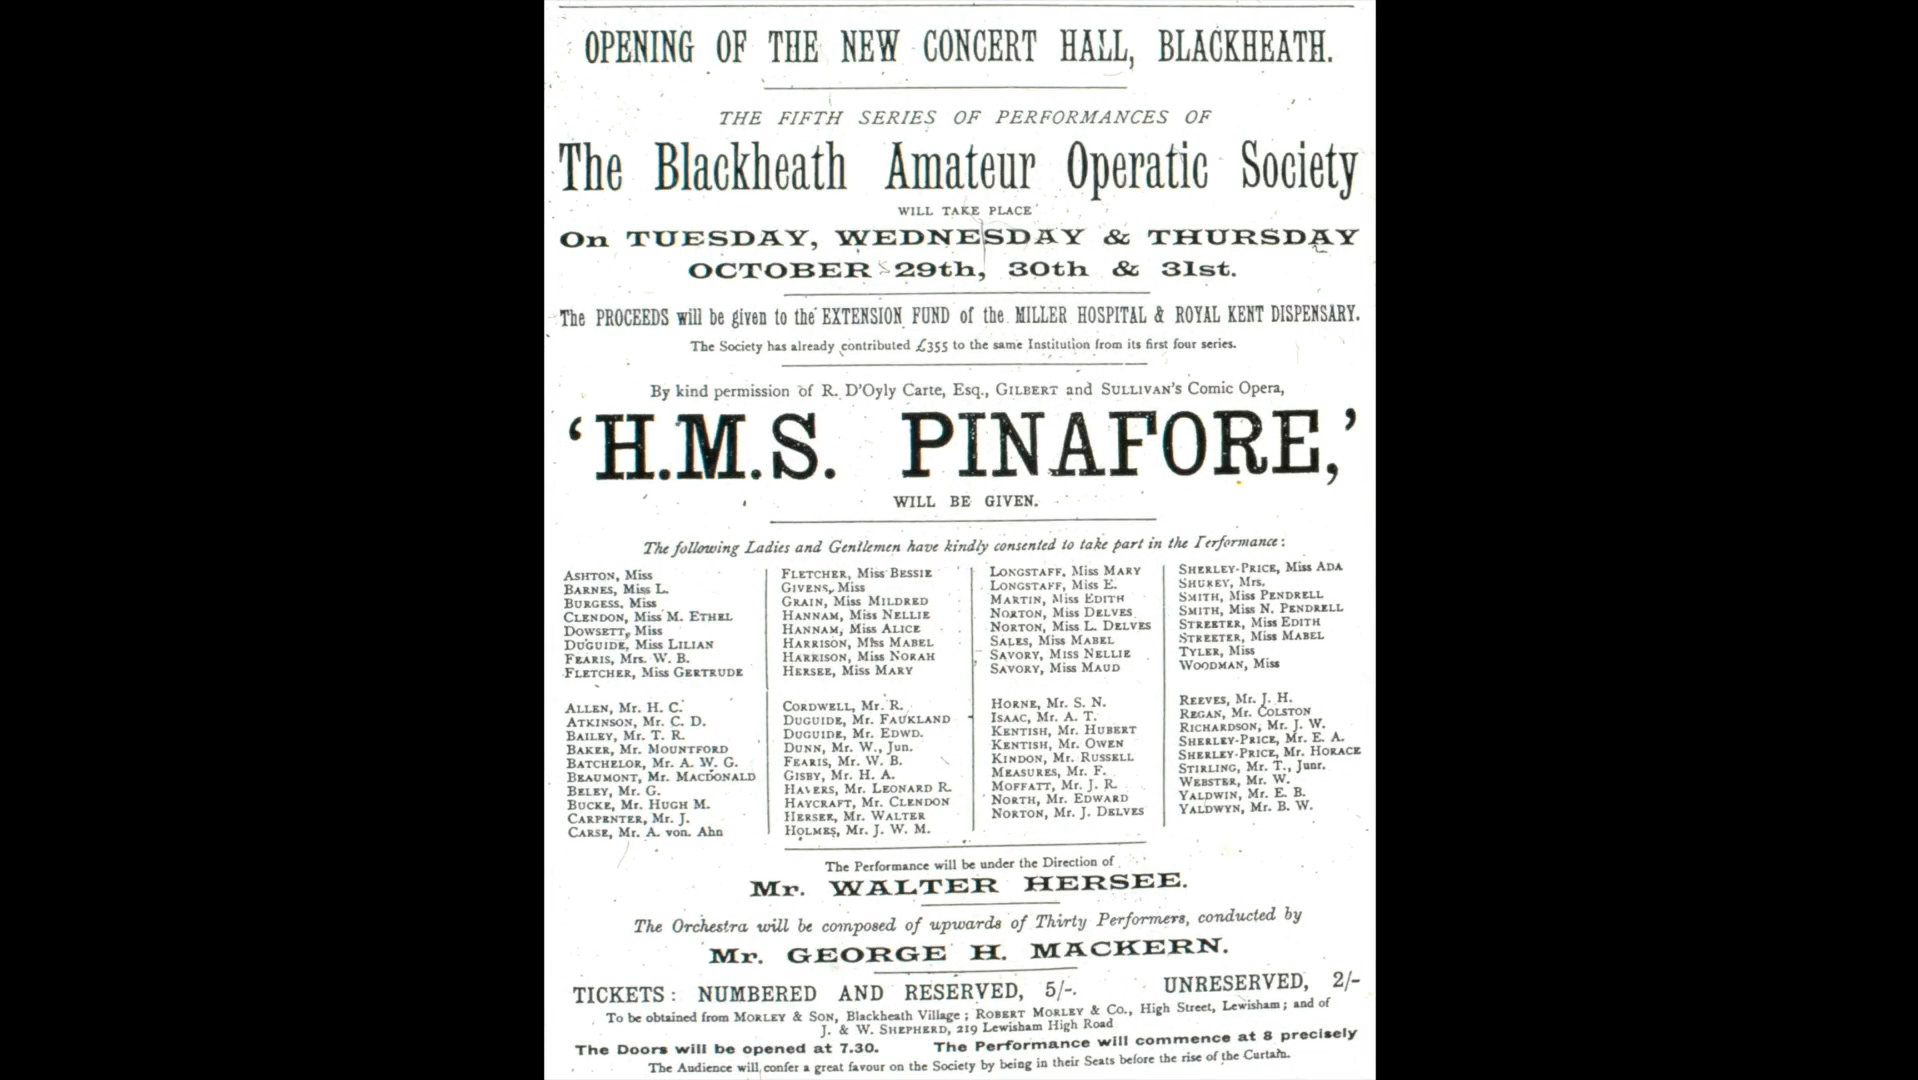 OPENING OF THE NEW CONCERT HALL, BLACKHEATH.
THE FIFTH SERIES OF PERFORMANCES OF
The Blackheath Amateur Operatic Society
WILL TAKE PLACE
On TUESDAY, WEDNESDAY & THURSDAY
OCTOBER 29th, 30th & 31st.
The PROCEEDS will be given to the EXTENSION FUND of the MILLER HOSPITAL & ROYAL KENT DISPENSARY.
The Society has already contributed £355 to the same Institution from its first four series.
By kind permission of R. D'Oyly Carte, Esq., GILBERT and SULLIVAN'S Comic Opera,
'H.M.S. PINAFORE,'
WILL BE GIVEN.
The following Ladies and Gentlemen have kindly consented to take part in the Performance:
ASHTON, Miss
BARNES, Miss L.
BURGESS, Miss
CLENDON, Miss M. ETHEL
DOWSETT, Miss
DUGUIDE, Miss LILIAN
FEARIS, Mrs. W. B.
FLETCHER, Miss GERTRUDE
FLETCHER, Miss BESSIE
GIVENS, Miss
GRAIN, Miss MILDRED
HANNAM, Miss NELLIE
HANNAM, Miss ALICE
HARRISON, Miss MABEL
HARRISON, Miss NORAH
HERSEE, Miss MARY
LONGSTAFF, Miss MARY
LONGSTAFF, Miss E.
MARTIN, Miss EDITH
NORTON, Miss DELVES
NORTON, Miss L. DELVES
SALES, Miss MABEL
SAVORY, Miss NELLIE
SAVORY, Miss MAUD
SHERLEY-PRICE, Miss ADA
SHUREY, Mrs.
SMITH, Miss PENDRELL
SMITH, Miss N. PENDRELL
STREETER, Miss EDITH
STREETER, Miss MABEL
TYLER, Miss
WOODMAN, Miss
ALLEN, Mr. H. C.
ATKINSON, Mr. C. D.
BAILEY, Mr. T. R.
BAKER, Mr. MOUNTFORD
BATCHELOR, Mr. A. W. G.
BEAUMONT, Mr. MACDONALD
BELEY, Mr. G.
BUCKE, Mr. HUGH M.
CARPENTER, Mr. J.
CARSE, Mr. A. von. Ahn
CORDWELL, Mr. R.
DUGUIDE, Mr. FAUKLAND
DUGUIDE, Mr. EDWD.
DUNN, Mr. W., Jun.
FEARIS, Mr. W. B.
GISBY, Mr. H. A.
HAVERS, Mr. LEONARD R.
HAYCRAFT, Mr. CLENDON
HERSEE, Mr. WALTER
HOLMES, Mr. J. W. M.
HORNE, Mr. S. N.
ISAAC, Mr. A. T.
KENTISH, Mr. HUBERT
KENTISH, Mr. OWEN
KINDON, Mr. RUSSELL
MEASURES, Mr. F.
MOFFATT, Mr. J. R.
NORTH, Mr. EDWARD
NORTON, Mr. J. DELVES
REEVES, Mr. J. H.
REGAN, Mr. COLSTON
RICHARDSON, Mr. J. W.
SHERLEY-PRICE, Mr. E. A.
SHERLEY-PRICE, Mr. HORACE
STIRLING, Mr. T., Junr.
WEBSTER, Mr. W.
YALDWIN, Mr. E. B.
YALDWYN, Mr. B. W.
The Performance will be under the Direction of
Mr. WALTER HERSEE.
The Orchestra will be composed of upwards of Thirty Performers, conducted by
Mr. GEORGE H. MACKERN.
TICKETS: NUMBERED AND RESERVED, 5/-. UNRESERVED, 2/-
To be obtained from MORLEY & SON, Blackheath Village; ROBERT MORLEY & Co., High Street, Lewisham; and of
J. & W. SHEPHERD, 219 Lewisham High Road
The Doors will be opened at 7.30. The Performance will commence at 8 precisely
The Audience will confer a great favour on the Society by being in their Seats before the rise of the Curtain.